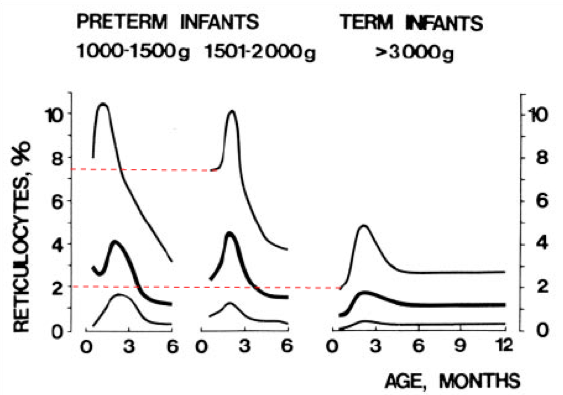 PRETERM INFANTS TERM INFANTS
1000-1500g 1501-2000g >3000g
RETICULOCYTES, %
10 10
8 8
6 6
4 4
2 2
0 0
0 3 6 0 3 6 0 3 6 9 12
AGE, MONTHS